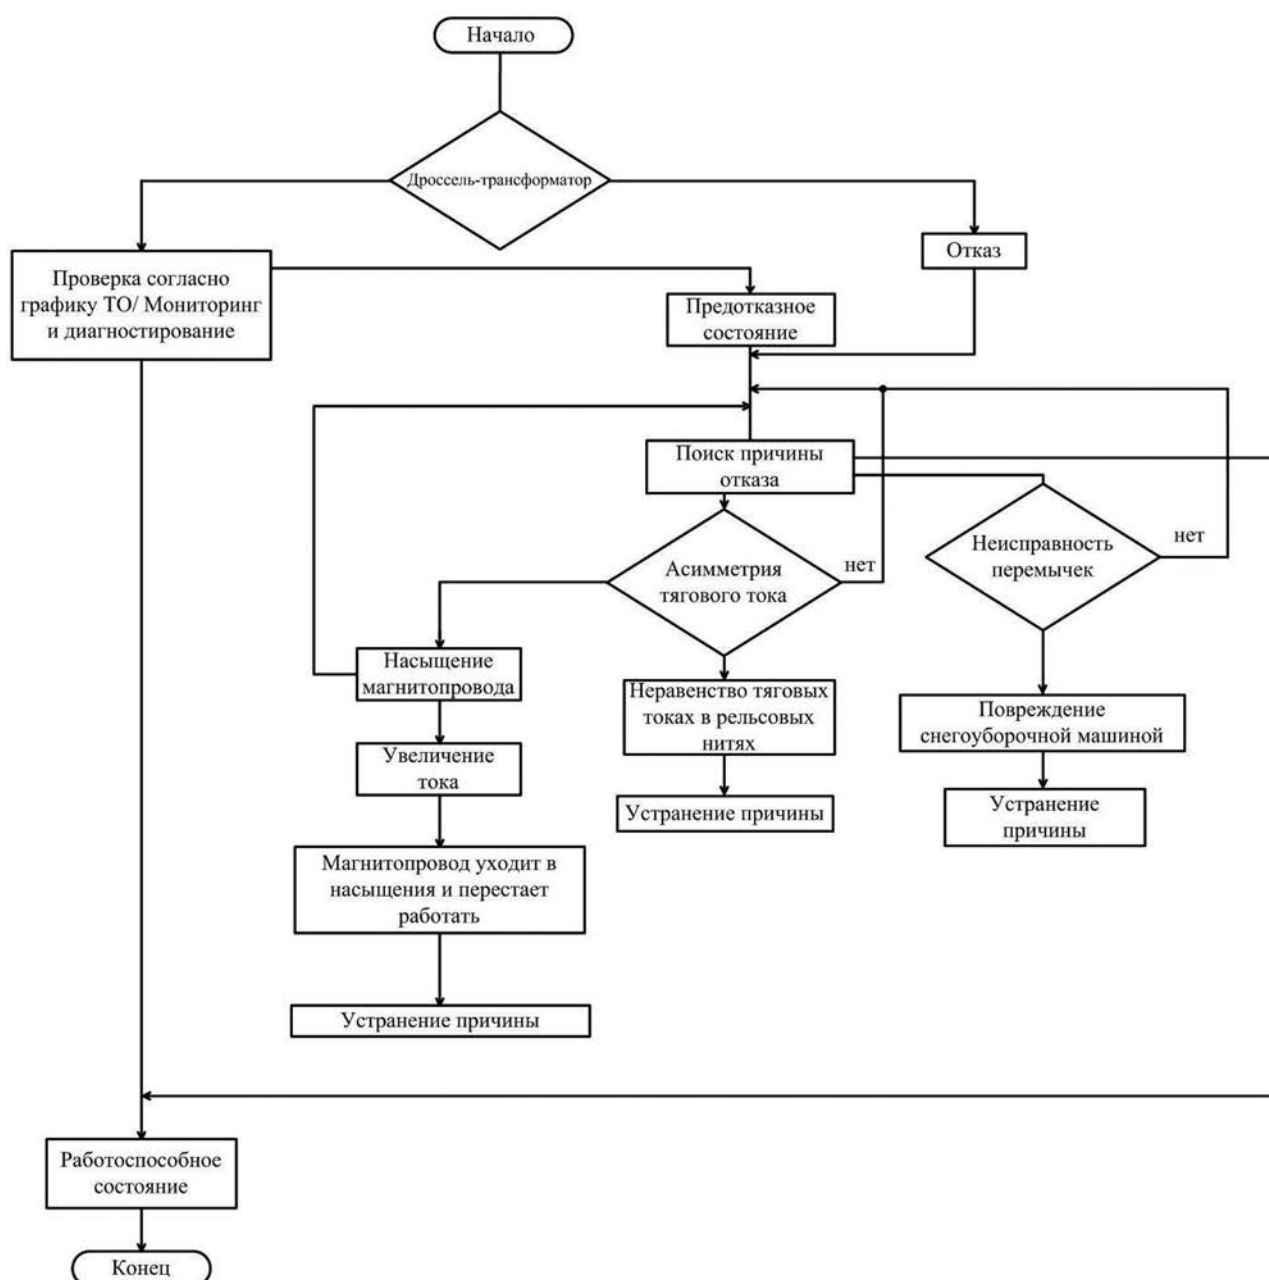 Начало
Дроссель-трансформатор
Проверка согласно
графику ТО/ Мониторинг
и диагностирование
Отказ
Предотказное
состояние
Поиск причины
отказа
Асимметрия
тягового тока
нет
Неисправность
перемычек
нет
Насыщение
магнитопровода
Неравенство тяговых
токах в рельсовых
нитях
Повреждение
снегоуборочной машиной
Увеличение
тока
Устранение причины
Устранение
причины
Магнитопровод уходит в
насыщения и перестает
работать
Устранение причины
Работоспособное
состояние
Конец